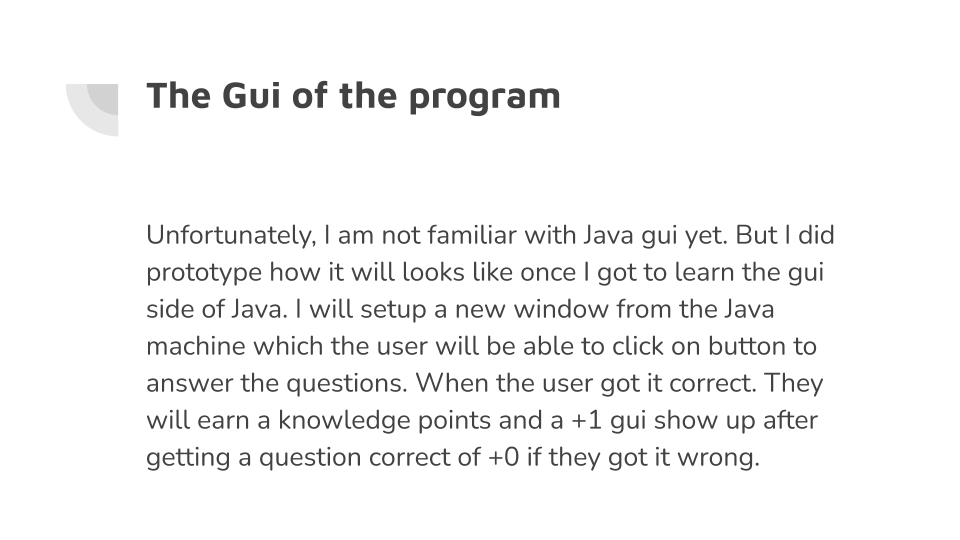 The Gui of the program
Unfortunately, I am not familiar with Java gui yet. But I did
prototype how it will looks like once I got to learn the gui
side of Java. I will setup a new window from the Java
machine which the user will be able to click on button to
answer the questions. When the user got it correct. They
will earn a knowledge points and a +1 gui show up after
getting a question correct of +0 if they got it wrong.